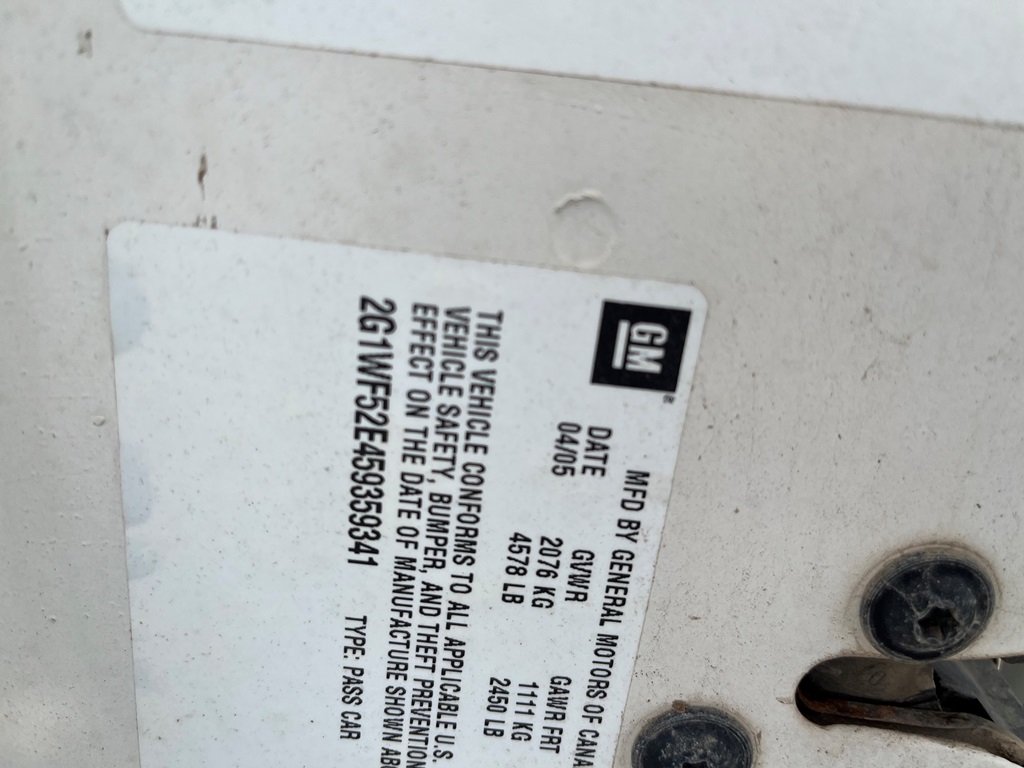 GM®
MFD BY GENERAL MOTORS OF
DATE GVWR GAWR FRT
04/05 2076 KG 1111 KG
4578 LB 2450 LB
THIS VEHICLE CONFORMS TO ALL APPLICABLE U.S.
VEHICLE SAFETY, BUMPER, AND THEFT PREVENTION
EFFECT ON THE DATE OF MANUFACTURE SHOWN
2G1WF52E459359341 TYPE: PASS CAR